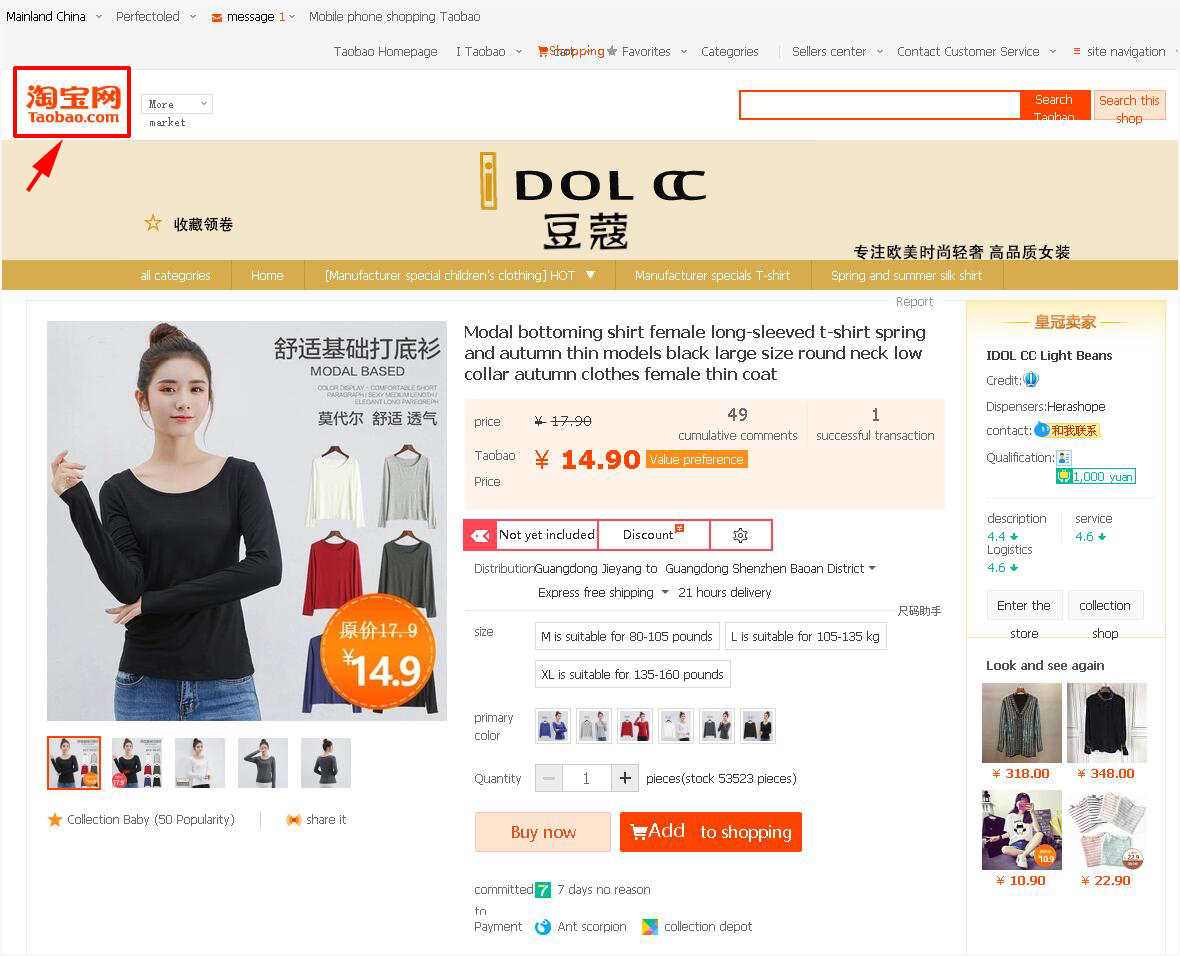 Mainland China
Perfectoled
message 1
Mobile phone shopping Taobao
Taobao Homepage
I Taobao
Shopping
cart
Favorites
Categories
Sellers center
Contact Customer Service
site navigation
淘宝网
Taobao.com
More
market
Search
Taobao
Search this
shop
iDOL CC
豆蔻
收藏领卷
专注欧美时尚轻奢 高品质女装
all categories
Home
[Manufacturer special children's clothing] HOT
Manufacturer specials T-shirt
Spring and summer silk shirt
Report
舒适基础打底衫
MODAL BASED
COLOR DISPLAY - COMFORTABLE SHORT
PARAGRAPH / SEXY MEDIUM LENGTH /
ELEGANT LONG PAREGREPH
莫代尔 舒适 透气
原价17.9
¥14.9
Collection Baby (50 Popularity)
share it
Modal bottoming shirt female long-sleeved t-shirt spring
and autumn thin models black large size round neck low
collar autumn clothes female thin coat
price
¥ 17.90
49
cumulative comments
1
successful transaction
Taobao
Price
¥ 14.90
Value preference
Not yet included
Discount
Distribution
Guangdong Jieyang to Guangdong Shenzhen Baoan District
Express free shipping
21 hours delivery
尺码助手
size
M is suitable for 80-105 pounds
L is suitable for 105-135 kg
XL is suitable for 135-160 pounds
primary
color
Quantity
1
pieces(stock 53523 pieces)
Buy now
Add to shopping
committed
to
7
7 days no reason
Payment
Ant scorpion
collection depot
皇冠卖家
IDOL CC Light Beans
Credit:
Dispensers:Herashope
contact:
和我联系
Qualification:
1,000 yuan
description
4.4
service
4.6
Logistics
4.6
Enter the
store
collection
shop
Look and see again
¥ 318.00
¥ 348.00
10.9
22.9
¥ 10.90
¥ 22.90